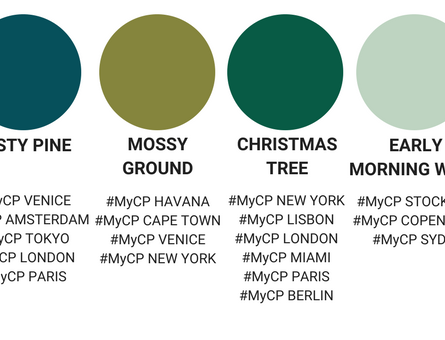 STY PINE
VENICE
AMSTERDAM
TOKYO
CP LONDON
yCP PARIS
MOSSY
GROUND
#MyCP HAVANA
#MyCP CAPE TOWN
#MyCP VENICE
#MyCP NEW YORK
CHRISTMAS
TREE
#MyCP NEW YORK
#MyCP LISBON
#MyCP LONDON
#MyCP MIAMI
#MyCP PARIS
#MyCP BERLIN
EARLY
MORNING W
#MyCP STOCK
#MyCP COPEN
#MyCP SYD